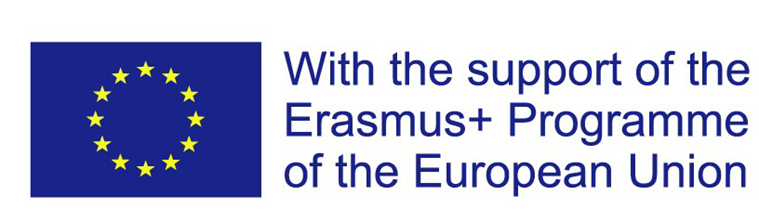 With the support of the
Erasmus+ Programme
of the European Union